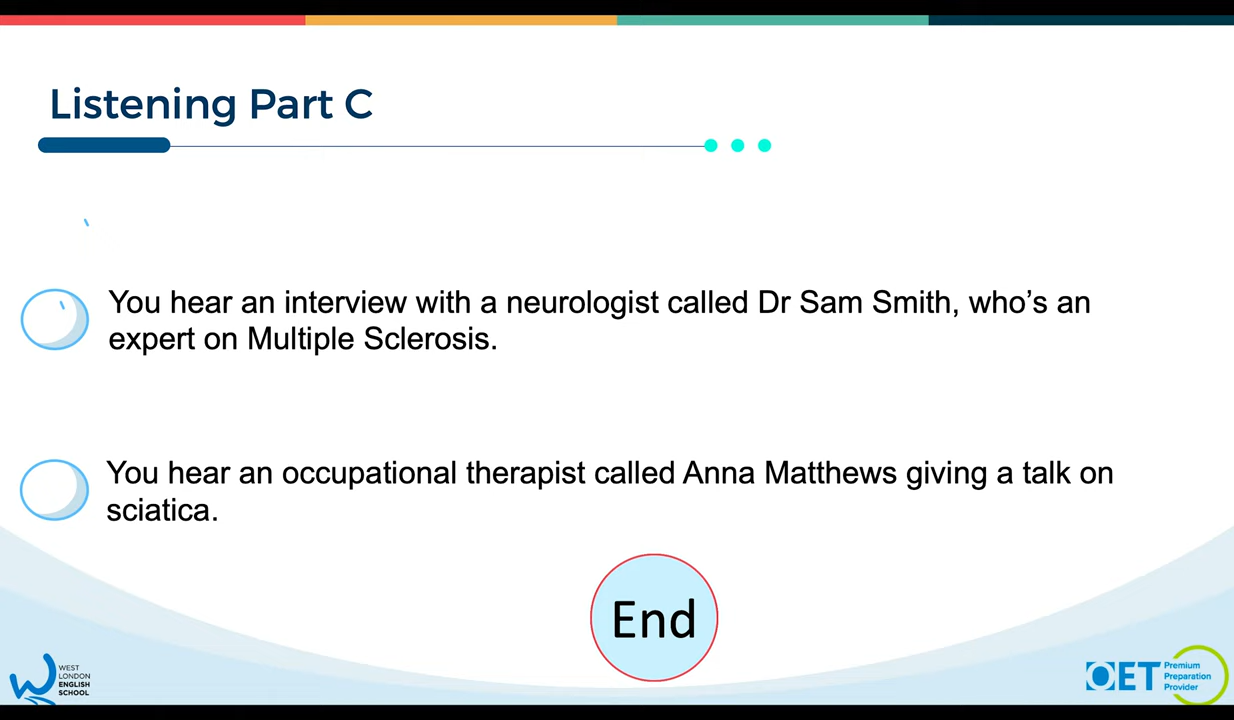 Listening Part C
You hear an interview with a neurologist called Dr Sam Smith, who’s an
expert on Multiple Sclerosis.
You hear an occupational therapist called Anna Matthews giving a talk on
sciatica.
End
WEST
LONDON
ENGLISH
SCHOOL
OET
Premium
Preparation
Provider